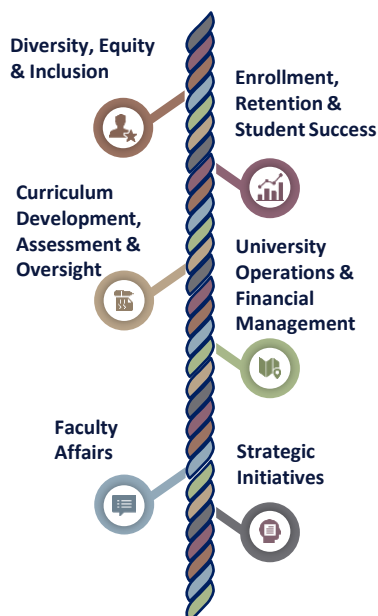 Diversity, Equity
& Inclusion
Enrollment,
Retention &
Student Success
Curriculum
Development,
Assessment &
Oversight
University
Operations &
Financial
Management
Faculty
Affairs
Strategic
Initiatives